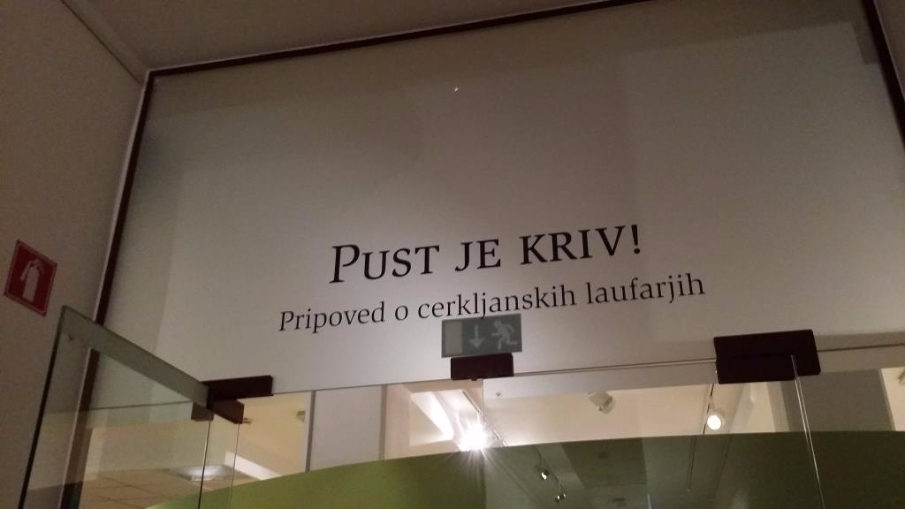 PUST JE KRIV!
Pripoved o cerkljanskih laufarjih